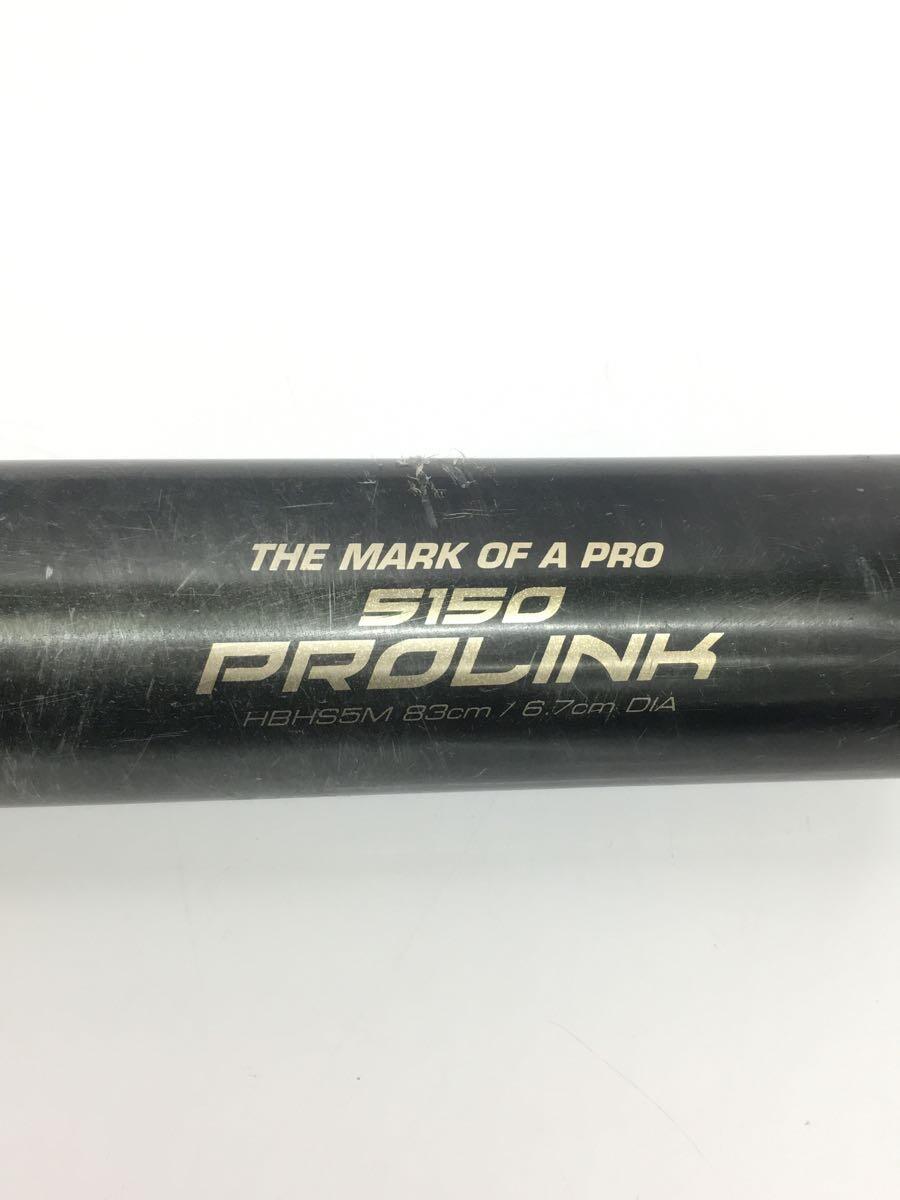 THE MARK OF A PRO
5150
PROLINK
HBHS5M 83cm / 6.7cm DIA